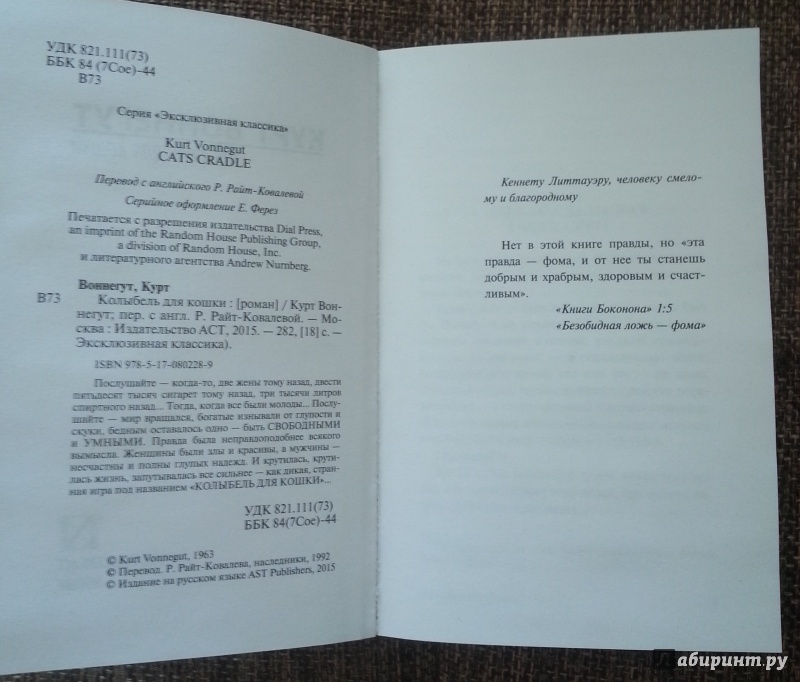 УДК 821.111(73)
ББК 84 (7Сое)-44
В73
Серия «Эксклюзивная классика»
Kurt Vonnegut
CATS CRADLE
Перевод с английского Р. Райт-Ковалевой
Серийное оформление Е. Ферез
Печатается с разрешения издательства Dial Press,
an imprint of the Random House Publishing Group,
a division of Random House, Inc.
и литературного агентства Andrew Nurnberg.
Воннегут, Курт
В73 Колыбель для кошки : [роман] / Курт Вон-
негут; пер. с англ. Р. Райт-Ковалевой. — Мо-
сква : Издательство АСТ, 2015. — 282, [18] с. —
Эксклюзивная классика).
ISBN 978-5-17-080228-9
Послушайте — когда-то, две жены тому назад, двести
пятьдесят тысяч сигарет тому назад, три тысячи литров
спиртного назад... Тогда, когда все были молоды... Послу-
шайте — мир вращался, богатые изнывали от глупости и
скуки, бедным оставалось одно — быть СВОБОДНЫМИ
и УМНЫМИ. Правда была неправдоподобнее всякого
вымысла. Женщины были злы и красивы, а мужчины —
несчастны и полны глупых надежд. И крутилась, крути-
лась жизнь, запутывалась все сильнее — как дикая, стран-
ная игра под названием «КОЛЫБЕЛЬ ДЛЯ КОШКИ»...
УДК 821.111(73)
ББК 84(7Сое)-44
© Kurt Vonnegut, 1963
© Перевод. Р. Райт-Ковалева, наследники, 1992
© Издание на русском языке AST Publishers, 2015
Кеннету Литтауэру, человеку смело-
му и благородному
Нет в этой книге правды, но «эта
правда — фома, и от нее ты станешь
добрым и храбрым, здоровым и счаст-
ливым».
«Книги Боконона» 1:5
«Безобидная ложь — фома»
Лабиринт.ру